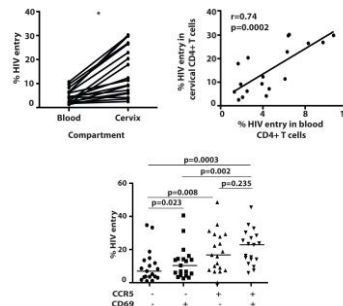 *
% HIV entry
40
30
20
10
0
Blood Cervix
Compartment
r=0.74
p=0.0002
% HIV entry in
cervical CD4+ T cells
40
30
20
10
0
0 4 8 12
% HIV entry in blood
CD4+ T cells
p=0.0003
p=0.002
p=0.008 p=0.235
p=0.023
% HIV entry
60
40
20
0
CCR5 - - + +
CD69 - + - +